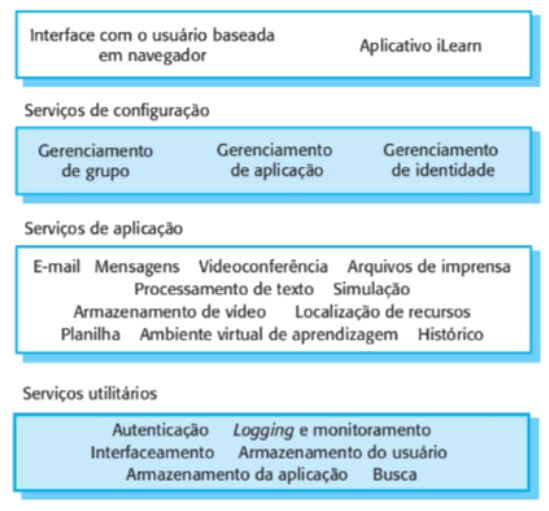 Interface com o usuário baseada
em navegador
Aplicativo iLearn
Serviços de configuração
Gerenciamento
de grupo
Gerenciamento
de aplicação
Gerenciamento
de identidade
Serviços de aplicação
E-mail Mensagens Videoconferência Arquivos de imprensa
Processamento de texto Simulação
Armazenamento de vídeo Localização de recursos
Planilha Ambiente virtual de aprendizagem Histórico
Serviços utilitários
Autenticação Logging e monitoramento
Interfaceamento Armazenamento do usuário
Armazenamento da aplicação Busca